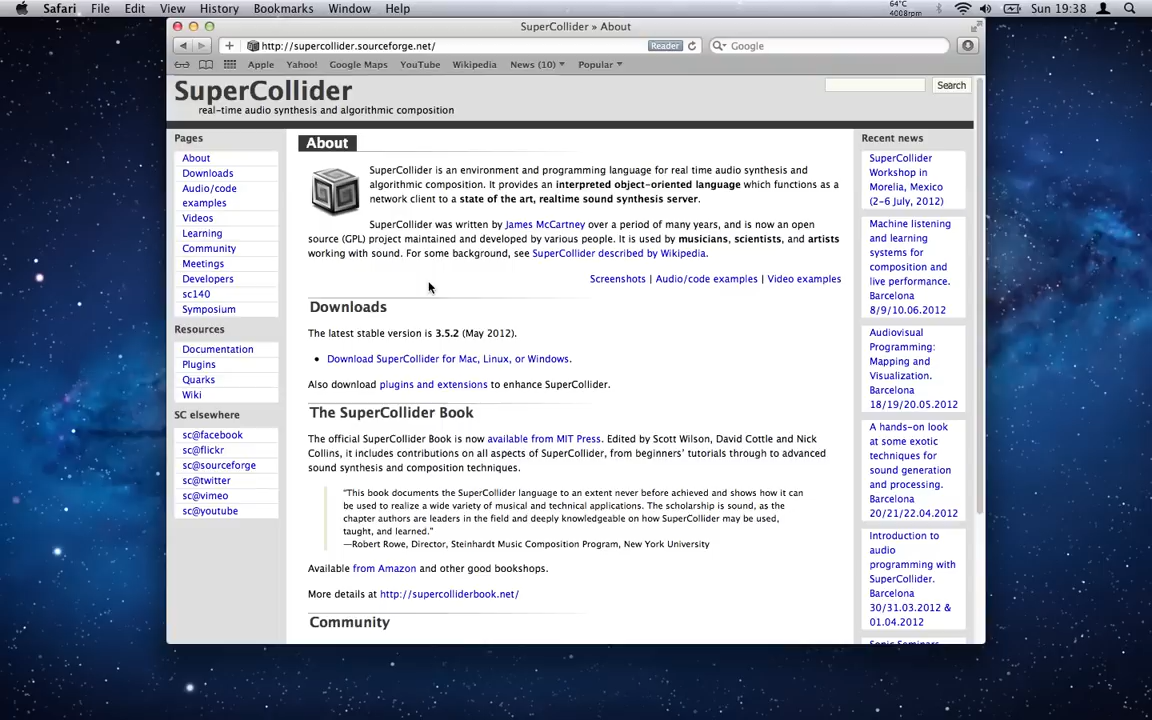 Safari File Edit View History Bookmarks Window Help 64°C 4008rpm Sun 19:38
SuperCollider » About
http://supercollider.sourceforge.net/ Reader Google
Apple Yahoo! Google Maps YouTube Wikipedia News (10) Popular
SuperCollider
real-time audio synthesis and algorithmic composition
Search
Pages
About
Downloads
Audio/code
examples
Videos
Learning
Community
Meetings
Developers
sc140
Symposium
Resources
Documentation
Plugins
Quarks
Wiki
SC elsewhere
sc@facebook
sc@flickr
sc@sourceforge
sc@twitter
sc@vimeo
sc@youtube
About
SuperCollider is an environment and programming language for real time audio synthesis and
algorithmic composition. It provides an interpreted object-oriented language which functions as a
network client to a state of the art, realtime sound synthesis server.
SuperCollider was written by James McCartney over a period of many years, and is now an open
source (GPL) project maintained and developed by various people. It is used by musicians, scientists, and artists
working with sound. For some background, see SuperCollider described by Wikipedia.
Screenshots | Audio/code examples | Video examples
Downloads
The latest stable version is 3.5.2 (May 2012).
• Download SuperCollider for Mac, Linux, or Windows.
Also download plugins and extensions to enhance SuperCollider.
The SuperCollider Book
The official SuperCollider Book is now available from MIT Press. Edited by Scott Wilson, David Cottle and Nick
Collins, it includes contributions on all aspects of SuperCollider, from beginners' tutorials through to advanced
sound synthesis and composition techniques.
"This book documents the SuperCollider language to an extent never before achieved and shows how it can
be used to realize a wide variety of musical and technical applications. The scholarship is sound, as the
chapter authors are leaders in the field and deeply knowledgeable on how SuperCollider may be used,
taught, and learned."
—Robert Rowe, Director, Steinhardt Music Composition Program, New York University
Available from Amazon and other good bookshops.
More details at http://supercolliderbook.net/
Community
Recent news
SuperCollider
Workshop in
Morelia, Mexico
(2-6 July, 2012)
Machine listening
and learning
systems for
composition and
live performance.
Barcelona
8/9/10.06.2012
Audiovisual
Programming:
Mapping and
Visualization.
Barcelona
18/19/20.05.2012
A hands-on look
at some exotic
techniques for
sound generation
and processing.
Barcelona
20/21/22.04.2012
Introduction to
audio
programming with
SuperCollider.
Barcelona
30/31.03.2012 &
01.04.2012
Sonic Seminars